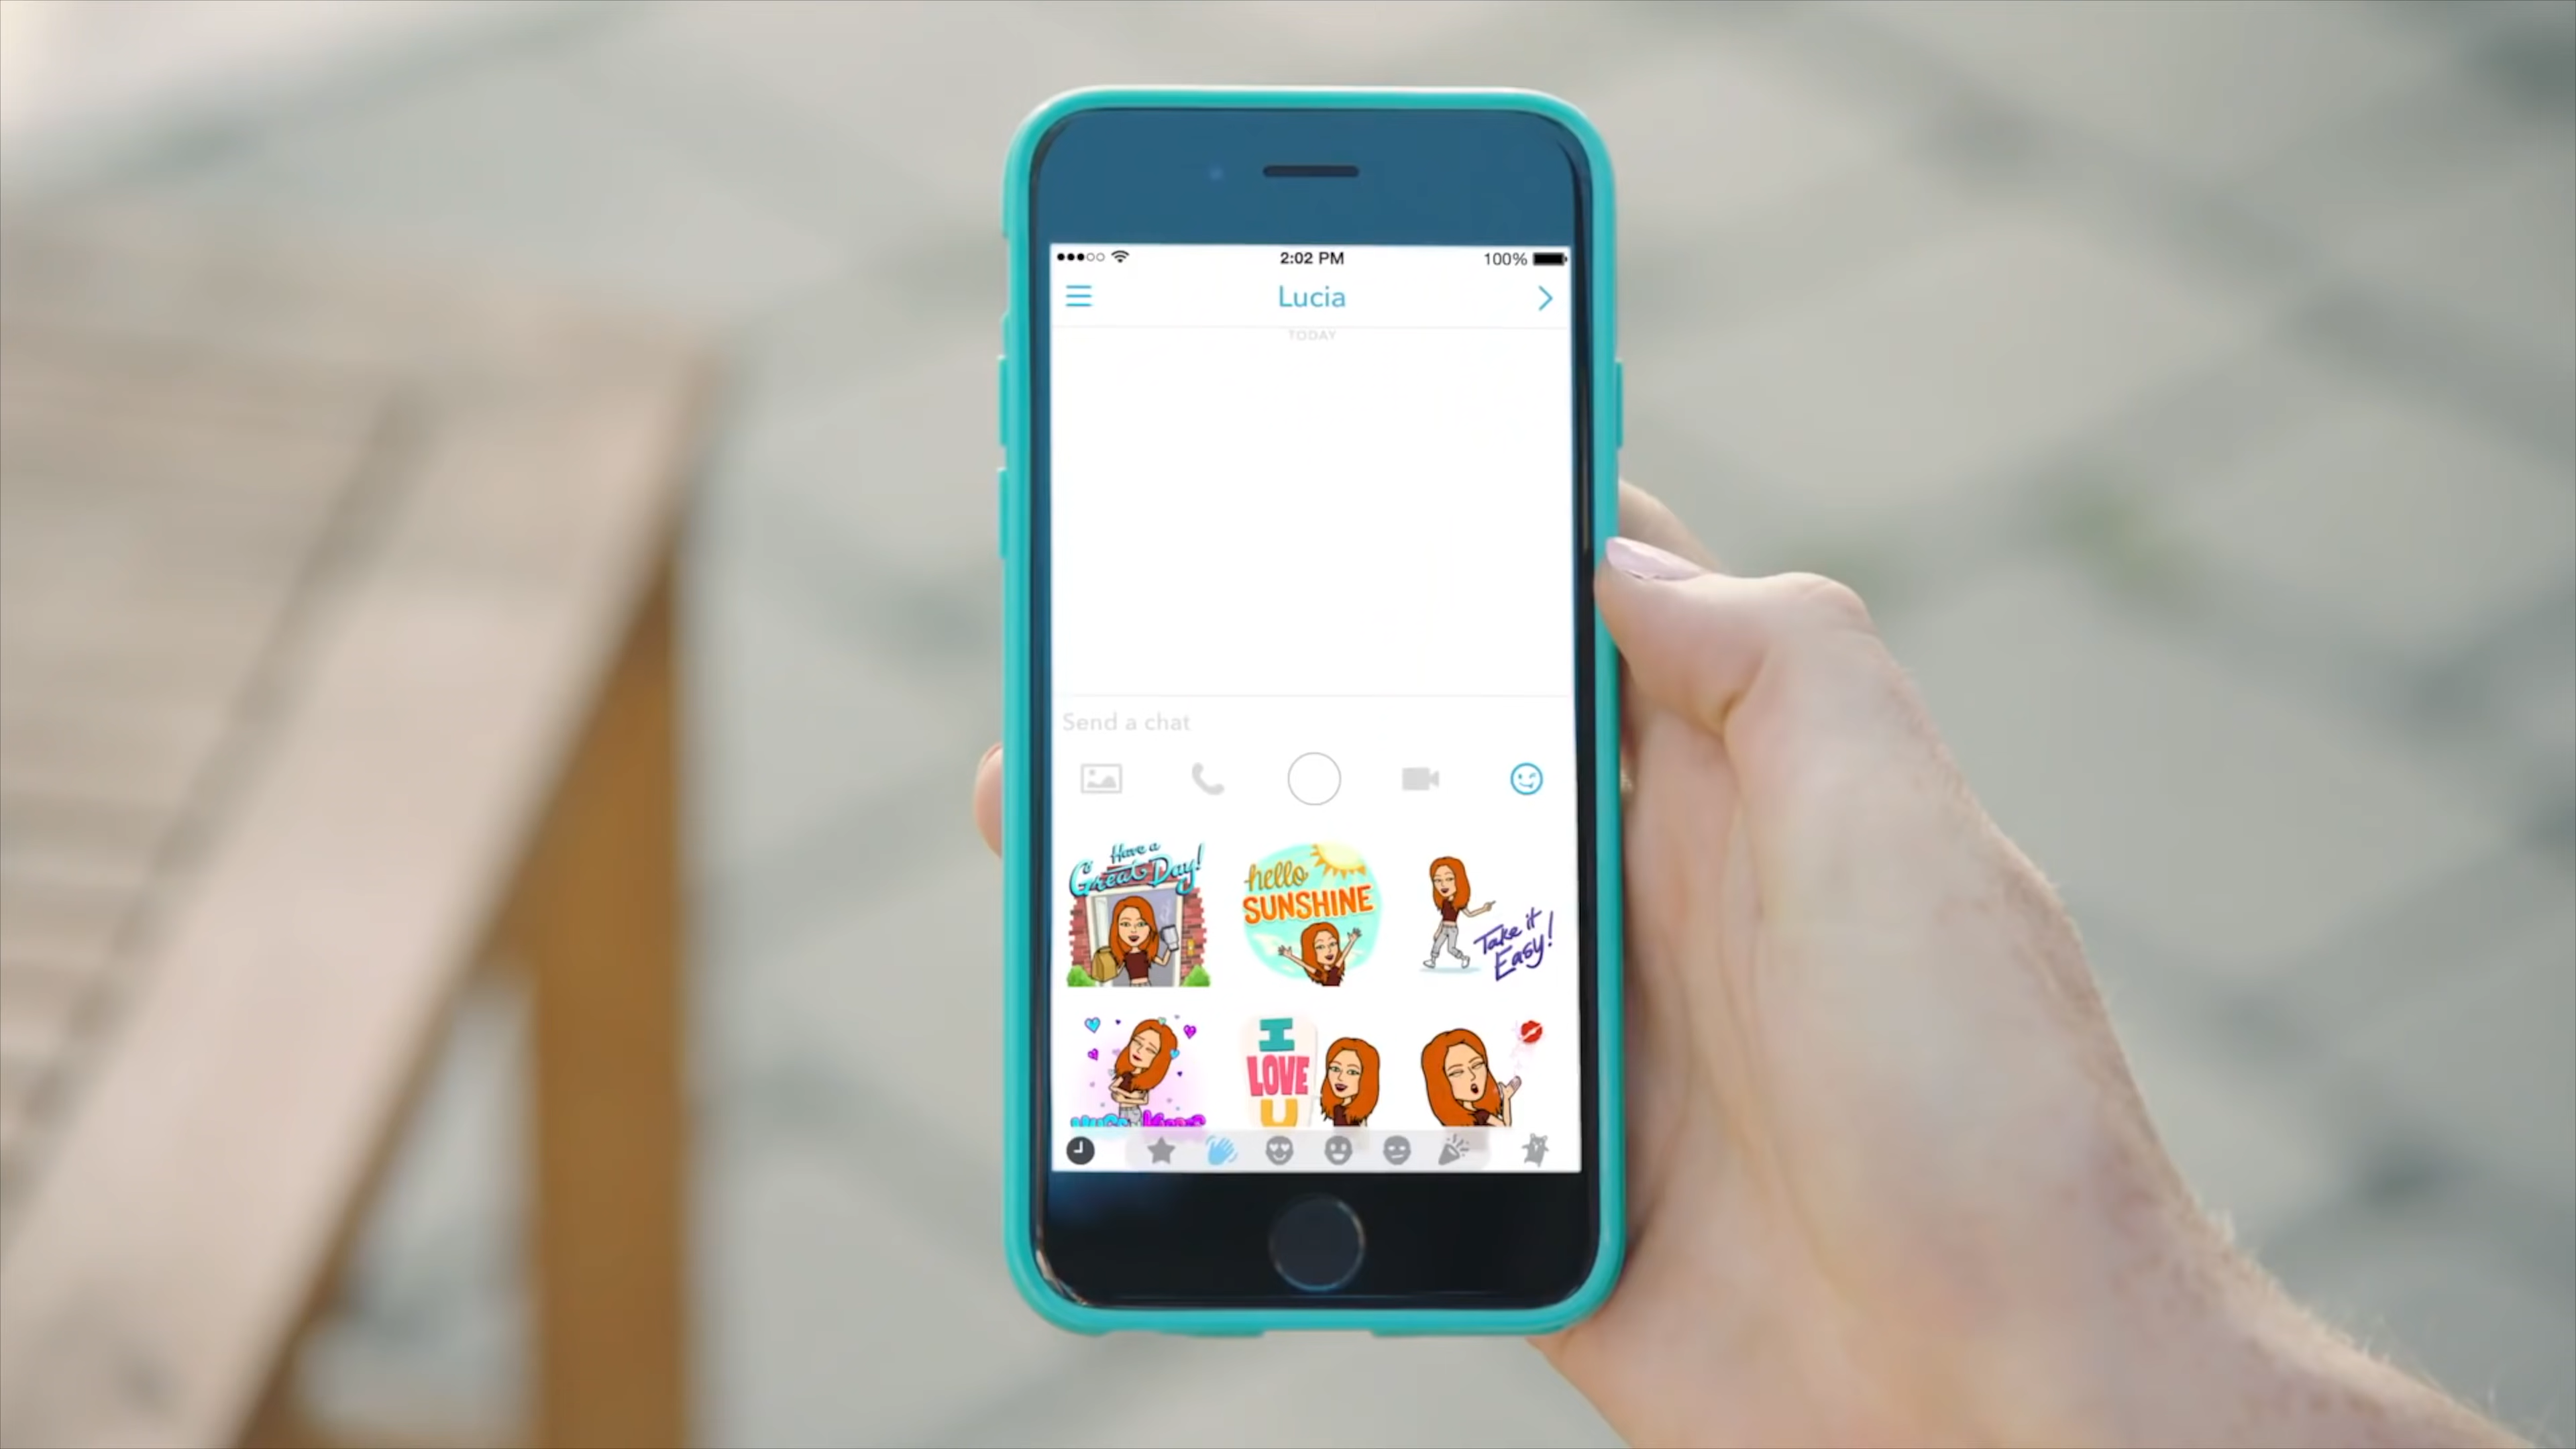 2:02 PM
100%
Lucia
TODAY
Send a chat
Have a
Great Day!
hello
SUNSHINE
Take it
Easy!
I
LOVE
U